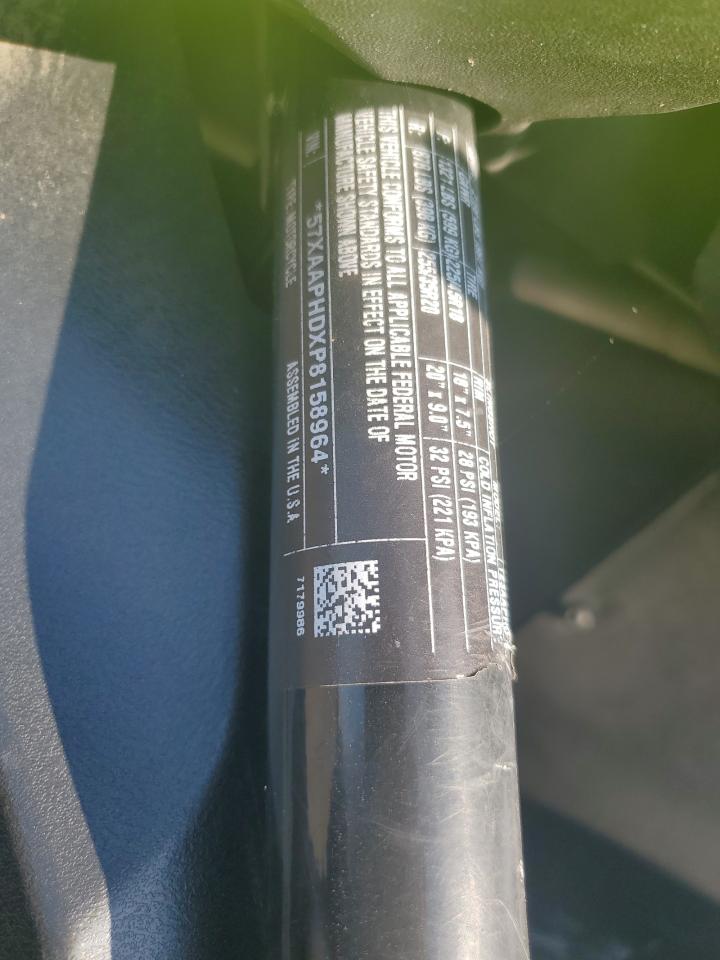 RIM COLD INFLATION PRESSURE
18" x 7.5" 28 PSI (193 KPA)
R: 20" x 9.0" 32 PSI (221 KPA)
THIS VEHICLE CONFORMS TO ALL APPLICABLE FEDERAL MOTOR
VEHICLE SAFETY STANDARDS IN EFFECT ON THE DATE OF
MANUFACTURE SHOWN ABOVE
*57XAAPHDXP8158964*
MOTORCYCLE ASSEMBLED IN THE U.S.A.
7179986